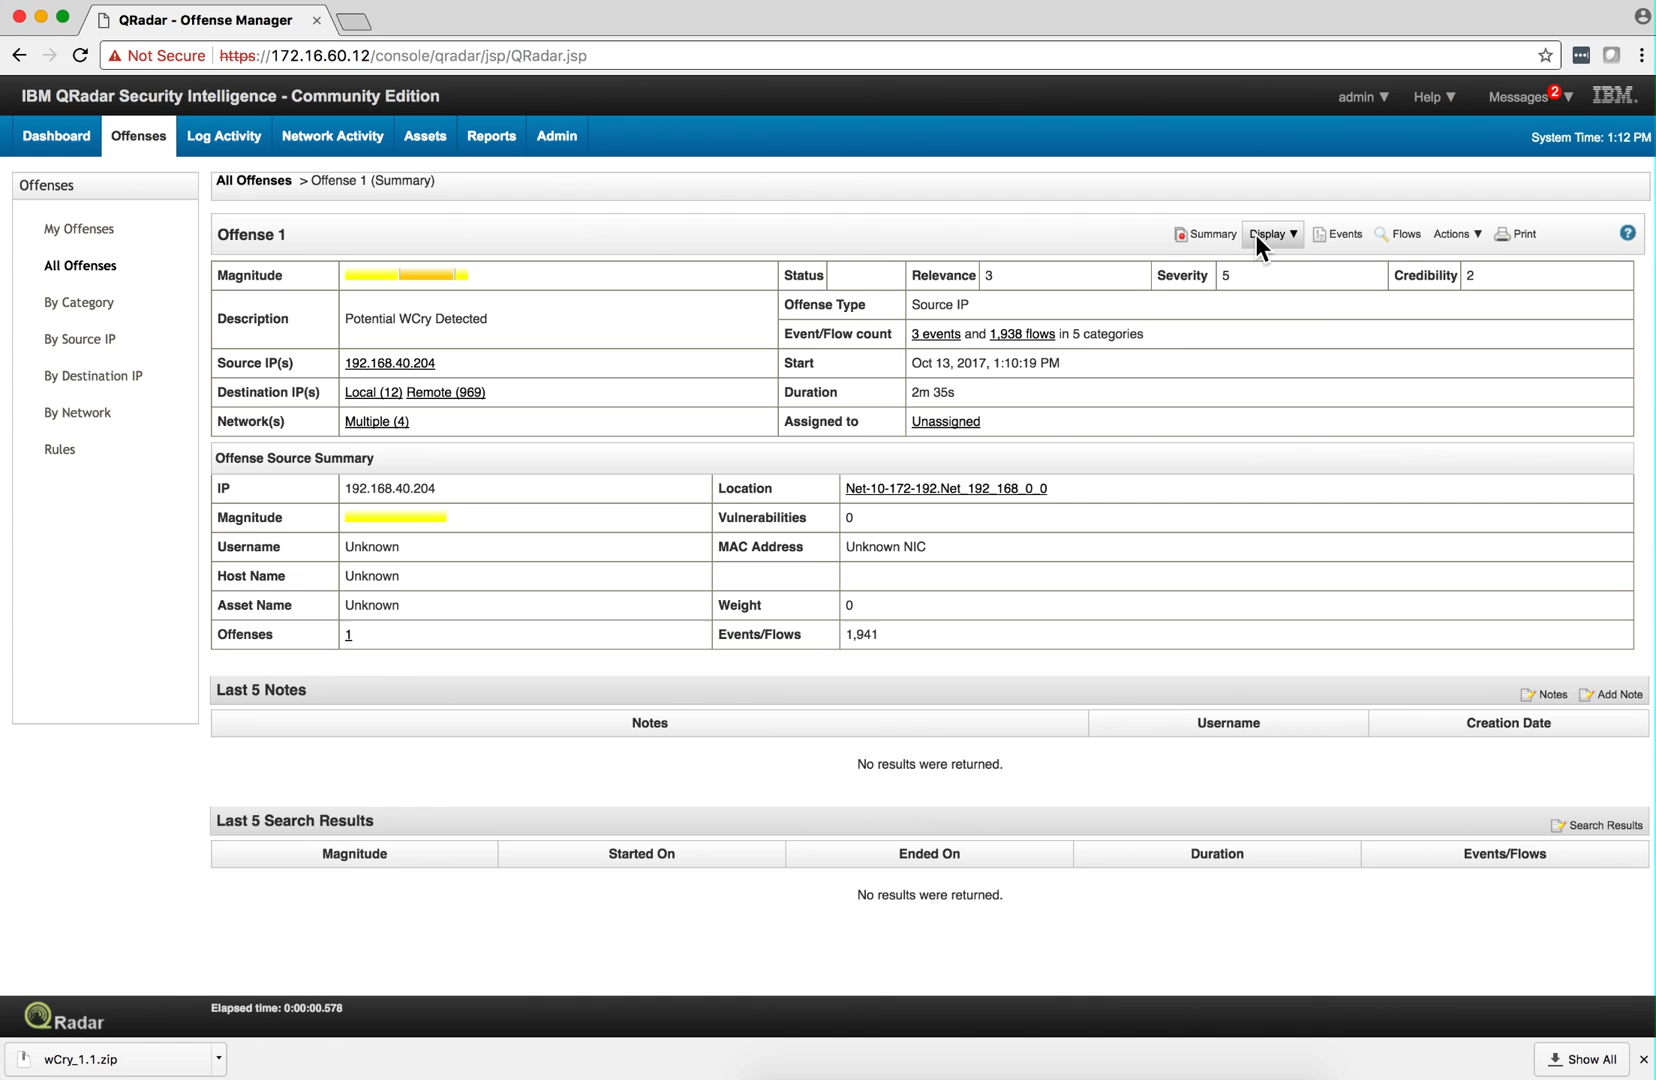 QRadar - Offense Manager
Not Secure https://172.16.60.12/console/qradar/jsp/QRadar.jsp
IBM QRadar Security Intelligence - Community Edition admin ▼ Help ▼ Messages 2 ▼ IBM.
Dashboard Offenses Log Activity Network Activity Assets Reports Admin System Time: 1:12 PM
Offenses
My Offenses
All Offenses
By Category
By Source IP
By Destination IP
By Network
Rules
All Offenses > Offense 1 (Summary)
Offense 1 Summary Display ▼ Events Flows Actions ▼ Print ?
Magnitude Status Relevance 3 Severity 5 Credibility 2
Description Potential WCry Detected Offense Type Source IP
Event/Flow count 3 events and 1,938 flows in 5 categories
Source IP(s) 192.168.40.204 Start Oct 13, 2017, 1:10:19 PM
Destination IP(s) Local (12) Remote (969) Duration 2m 35s
Network(s) Multiple (4) Assigned to Unassigned
Offense Source Summary
IP 192.168.40.204 Location Net-10-172-192.Net_192_168_0_0
Magnitude Vulnerabilities 0
Username Unknown MAC Address Unknown NIC
Host Name Unknown
Asset Name Unknown Weight 0
Offenses 1 Events/Flows 1,941
Last 5 Notes Notes Add Note
Notes Username Creation Date
No results were returned.
Last 5 Search Results Search Results
Magnitude Started On Ended On Duration Events/Flows
No results were returned.
QRadar Elapsed time: 0:00:00.578
wCry_1.1.zip Show All